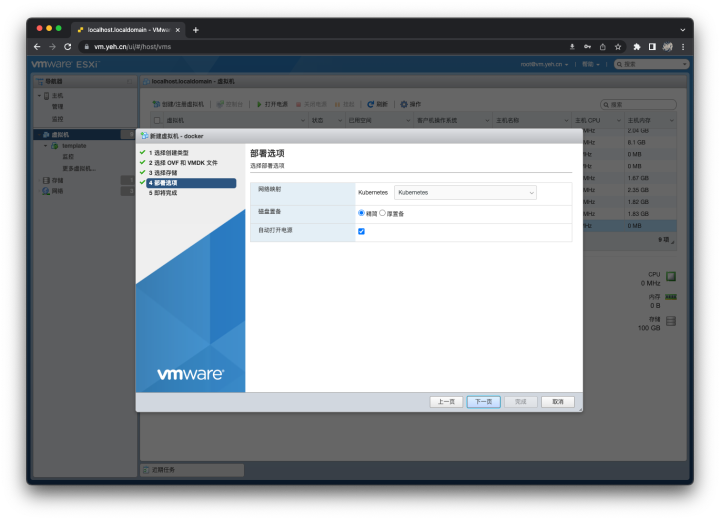 localhost.localdomain - VMwar
vm.yeh.cn/ui/#/host/vms
vmware ESXi
root@vm.yeh.cn
帮助
搜索
导航器
localhost.localdomain - 虚拟机
主机
管理
监控
创建/注册虚拟机
控制台
打开电源
关闭电源
挂起
刷新
操作
搜索
虚拟机
状态
已用空间
客户机操作系统
主机名称
主机 CPU
主机内存
虚拟机
template
监控
更多虚拟机...
存储
网络
新建虚拟机 - docker
1 选择创建类型
2 选择 OVF 和 VMDK 文件
3 选择存储
4 部署选项
5 即将完成
部署选项
选择部署选项
网络映射
Kubernetes
Kubernetes
磁盘置备
精简
厚置备
自动打开电源
MHz
2.04 GB
MHz
6.1 GB
0 MB
MHz
1.67 GB
MHz
2.35 GB
MHz
1.82 GB
MHz
1.83 GB
0 MB
9 项
CPU
0 MHz
内存
0 B
存储
100 GB
vmware
上一页
下一页
完成
取消
近期任务